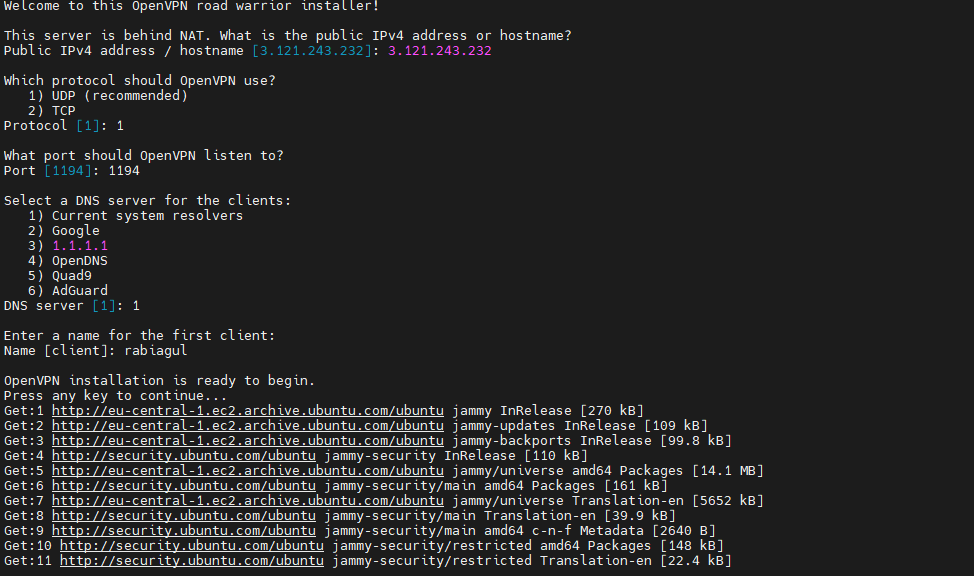 Welcome to this OpenVPN road warrior installer!
This server is behind NAT. What is the public IPv4 address or hostname?
Public IPv4 address / hostname [3.121.243.232]: 3.121.243.232
Which protocol should OpenVPN use?
1) UDP (recommended)
2) TCP
Protocol [1]: 1
What port should OpenVPN listen to?
Port [1194]: 1194
Select a DNS server for the clients:
1) Current system resolvers
2) Google
3) 1.1.1.1
4) OpenDNS
5) Quad9
6) AdGuard
DNS server [1]: 1
Enter a name for the first client:
Name [client]: rabiagul
OpenVPN installation is ready to begin.
Press any key to continue...
Get:1 http://eu-central-1.ec2.archive.ubuntu.com/ubuntu jammy InRelease [270 kB]
Get:2 http://eu-central-1.ec2.archive.ubuntu.com/ubuntu jammy-updates InRelease [109 kB]
Get:3 http://eu-central-1.ec2.archive.ubuntu.com/ubuntu jammy-backports InRelease [99.8 kB]
Get:4 http://security.ubuntu.com/ubuntu jammy-security InRelease [110 kB]
Get:5 http://eu-central-1.ec2.archive.ubuntu.com/ubuntu jammy/universe amd64 Packages [14.1 MB]
Get:6 http://security.ubuntu.com/ubuntu jammy-security/main amd64 Packages [161 kB]
Get:7 http://eu-central-1.ec2.archive.ubuntu.com/ubuntu jammy/universe Translation-en [5652 kB]
Get:8 http://security.ubuntu.com/ubuntu jammy-security/main Translation-en [39.9 kB]
Get:9 http://security.ubuntu.com/ubuntu jammy-security/main amd64 c-n-f Metadata [2640 B]
Get:10 http://security.ubuntu.com/ubuntu jammy-security/restricted amd64 Packages [148 kB]
Get:11 http://security.ubuntu.com/ubuntu jammy-security/restricted Translation-en [22.4 kB]